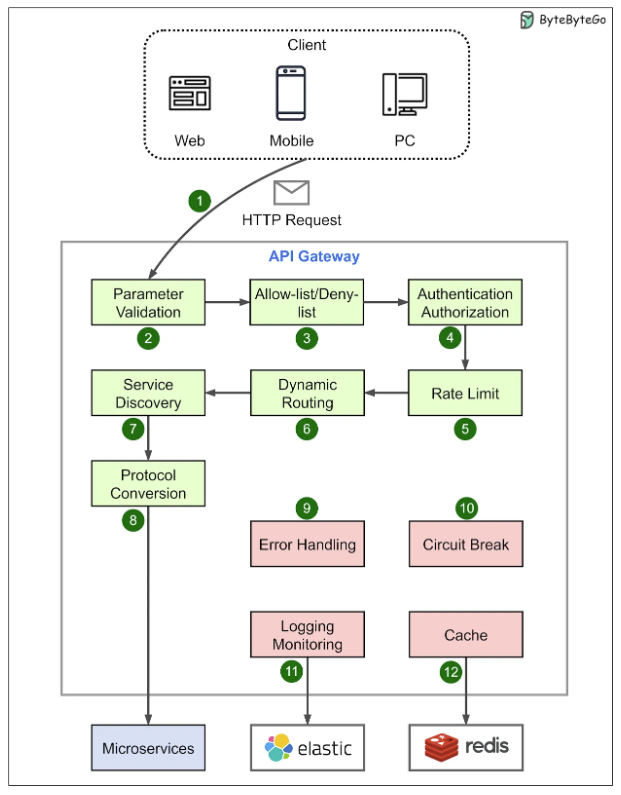 ByteByteGo
Client
Web
Mobile
PC
1
HTTP Request
API Gateway
Parameter
Validation
2
Allow-list/Deny-
list
3
Authentication
Authorization
4
Rate Limit
5
Dynamic
Routing
6
Service
Discovery
7
Protocol
Conversion
8
9
Error Handling
10
Circuit Break
Logging
Monitoring
11
Cache
12
Microservices
elastic
redis